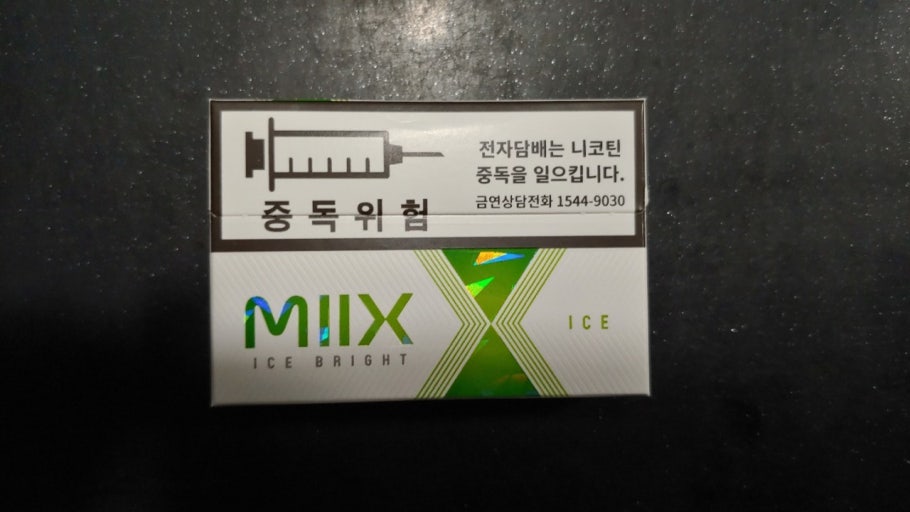 전자담배는 니코틴
중독을 일으킵니다.
금연상담전화 1544-9030
중독위험
MIIX
ICE BRIGHT
ICE